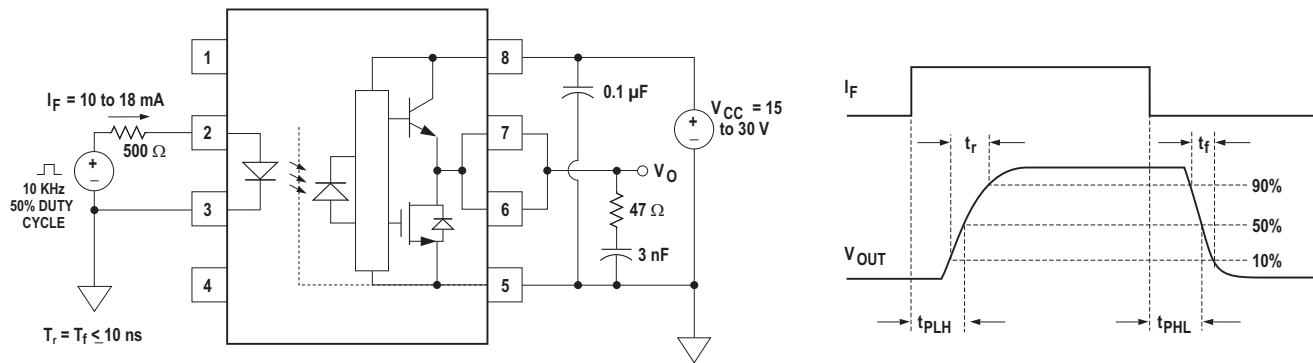 1
I_F = 10 to 18 mA
2
500 Ω
+
−
10 KHz
50% DUTY
CYCLE
3
4
T_r = T_f ≤ 10 ns
8
0.1 µF
+
−
V_CC = 15
to 30 V
7
V_O
6
47 Ω
3 nF
5
I_F
t_r
t_f
90%
50%
V_OUT
10%
t_PLH
t_PHL